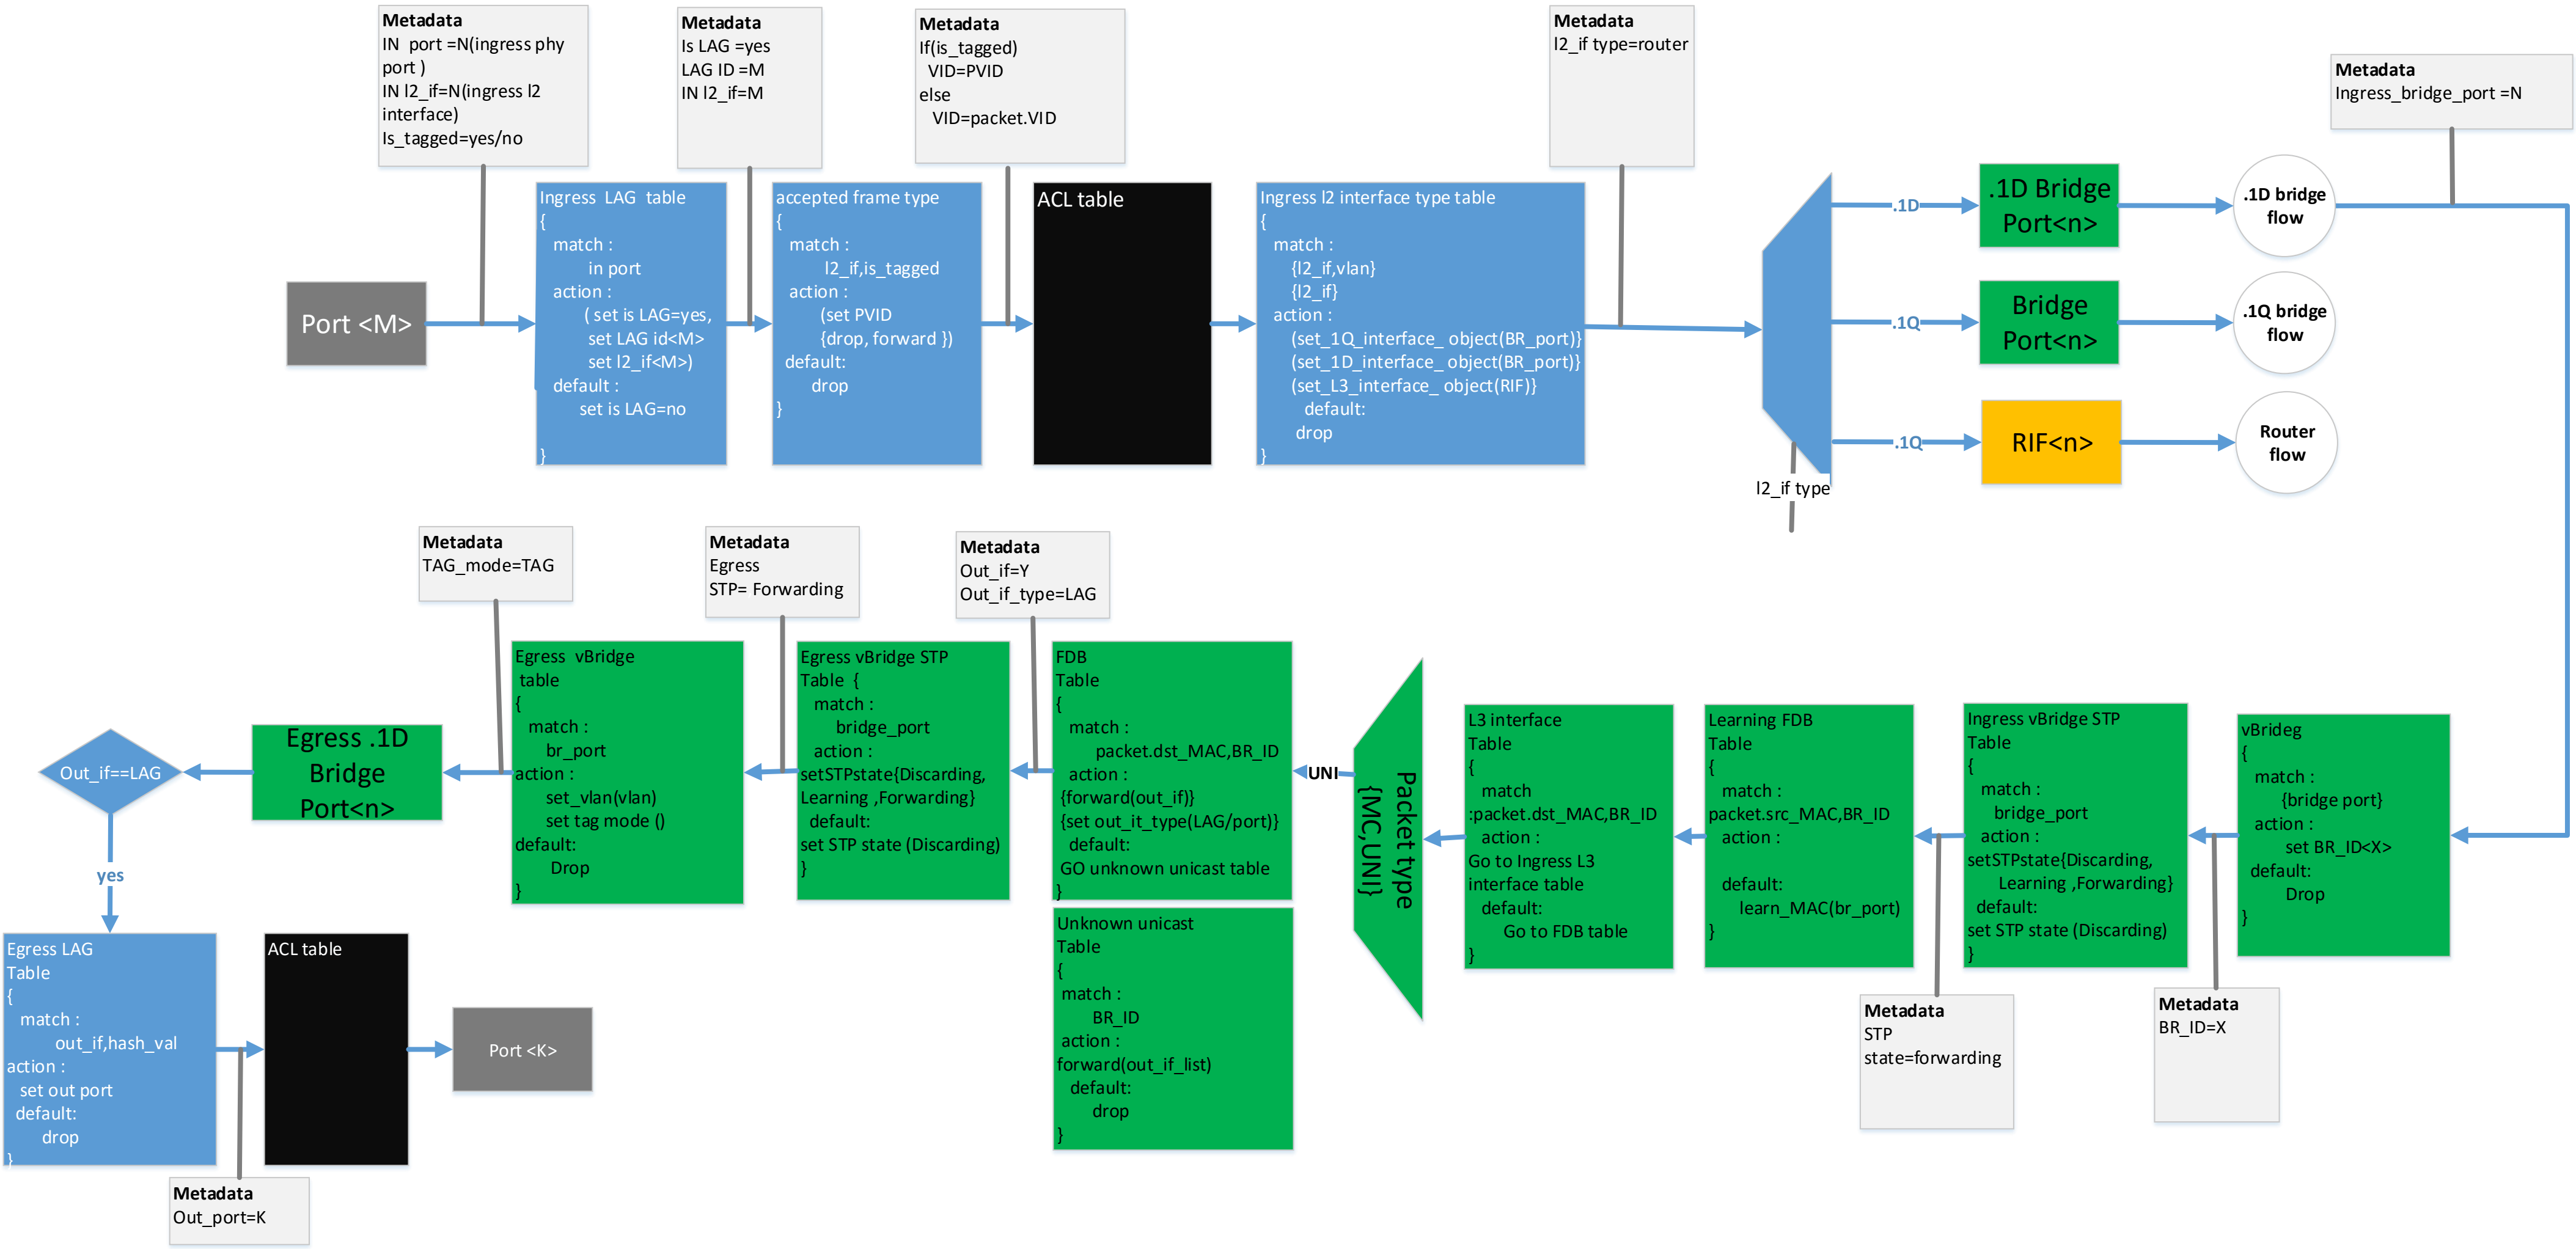 Metadata
IN  port =N(ingress phy
port )
IN l2_if=N(ingress l2
interface)
Is_tagged=yes/no
Metadata
Is LAG =yes
LAG ID =M
IN l2_if=M
Metadata
If(is_tagged)
VID=PVID
else
VID=packet.VID
Metadata
l2_if type=router
Metadata
Ingress_bridge_port =N
Port <M>
Ingress  LAG  table
{
match :
in port
action :
( set is LAG=yes,
set LAG id<M>
set l2_if<M>)
default :
set is LAG=no
}
accepted frame type
{
match :
l2_if,is_tagged
action :
(set PVID
{drop, forward })
default:
drop
}
ACL table
Ingress l2 interface type table
{
match :
{l2_if,vlan}
{l2_if}
action :
(set_1Q_interface_ object(BR_port)}
(set_1D_interface_ object(BR_port)}
(set_L3_interface_ object(RIF)}
default:
drop
}
l2_if type
.1D
.1D Bridge
Port<n>
.1D bridge
flow
.1Q
Bridge
Port<n>
.1Q bridge
flow
.1Q
RIF<n>
Router
flow
Metadata
TAG_mode=TAG
Metadata
Egress
STP= Forwarding
Metadata
Out_if=Y
Out_if_type=LAG
Out_if==LAG
yes
Egress .1D
Bridge
Port<n>
Egress  vBridge
table
{
match :
br_port
action :
set_vlan(vlan)
set tag mode ()
default:
Drop
}
Egress vBridge STP
Table  {
match :
bridge_port
action :
setSTPstate{Discarding,
Learning ,Forwarding}
default:
set STP state (Discarding)
}
FDB
Table
{
match :
packet.dst_MAC,BR_ID
action :
{forward(out_if)}
{set out_it_type(LAG/port)}
default:
GO unknown unicast table
}
Unknown unicast
Table
{
match :
BR_ID
action :
forward(out_if_list)
default:
drop
}
UNI
Packet type
{MC,UNI}
L3 interface
Table
{
match
:packet.dst_MAC,BR_ID
action :
Go to Ingress L3
interface table
default:
Go to FDB table
}
Learning FDB
Table
{
match :
packet.src_MAC,BR_ID
action :
default:
learn_MAC(br_port)
}
Ingress vBridge STP
Table
{
match :
bridge_port
action :
setSTPstate{Discarding,
Learning ,Forwarding}
default:
set STP state (Discarding)
}
vBrideg
{
match :
{bridge port}
action :
set BR_ID<X>
default:
Drop
}
Metadata
STP
state=forwarding
Metadata
BR_ID=X
Egress LAG
Table
{
match :
out_if,hash_val
action :
set out port
default:
drop
}
ACL table
Port <K>
Metadata
Out_port=K